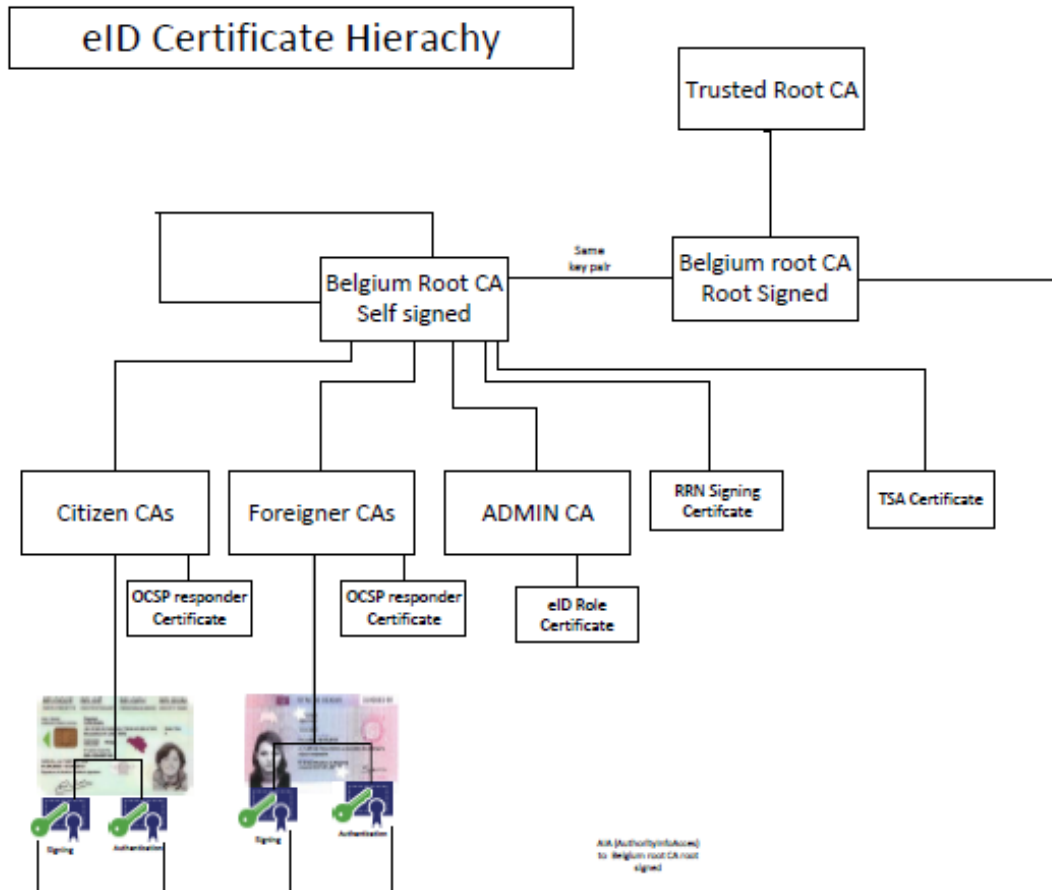 eID Certificate Hierachy
Trusted Root CA
Same
key pair
Belgium root CA
Root Signed
Belgium Root CA
Self signed
Citizen CAs
Foreigner CAs
ADMIN CA
RRN Signing
Certifcate
TSA Certificate
OCSP responder
Certificate
OCSP responder
Certificate
eID Role
Certificate
Signing
Authentication
Signing
Authentication
AIA (AuthorityInfoAcces)
to Belgium root CA root
signed